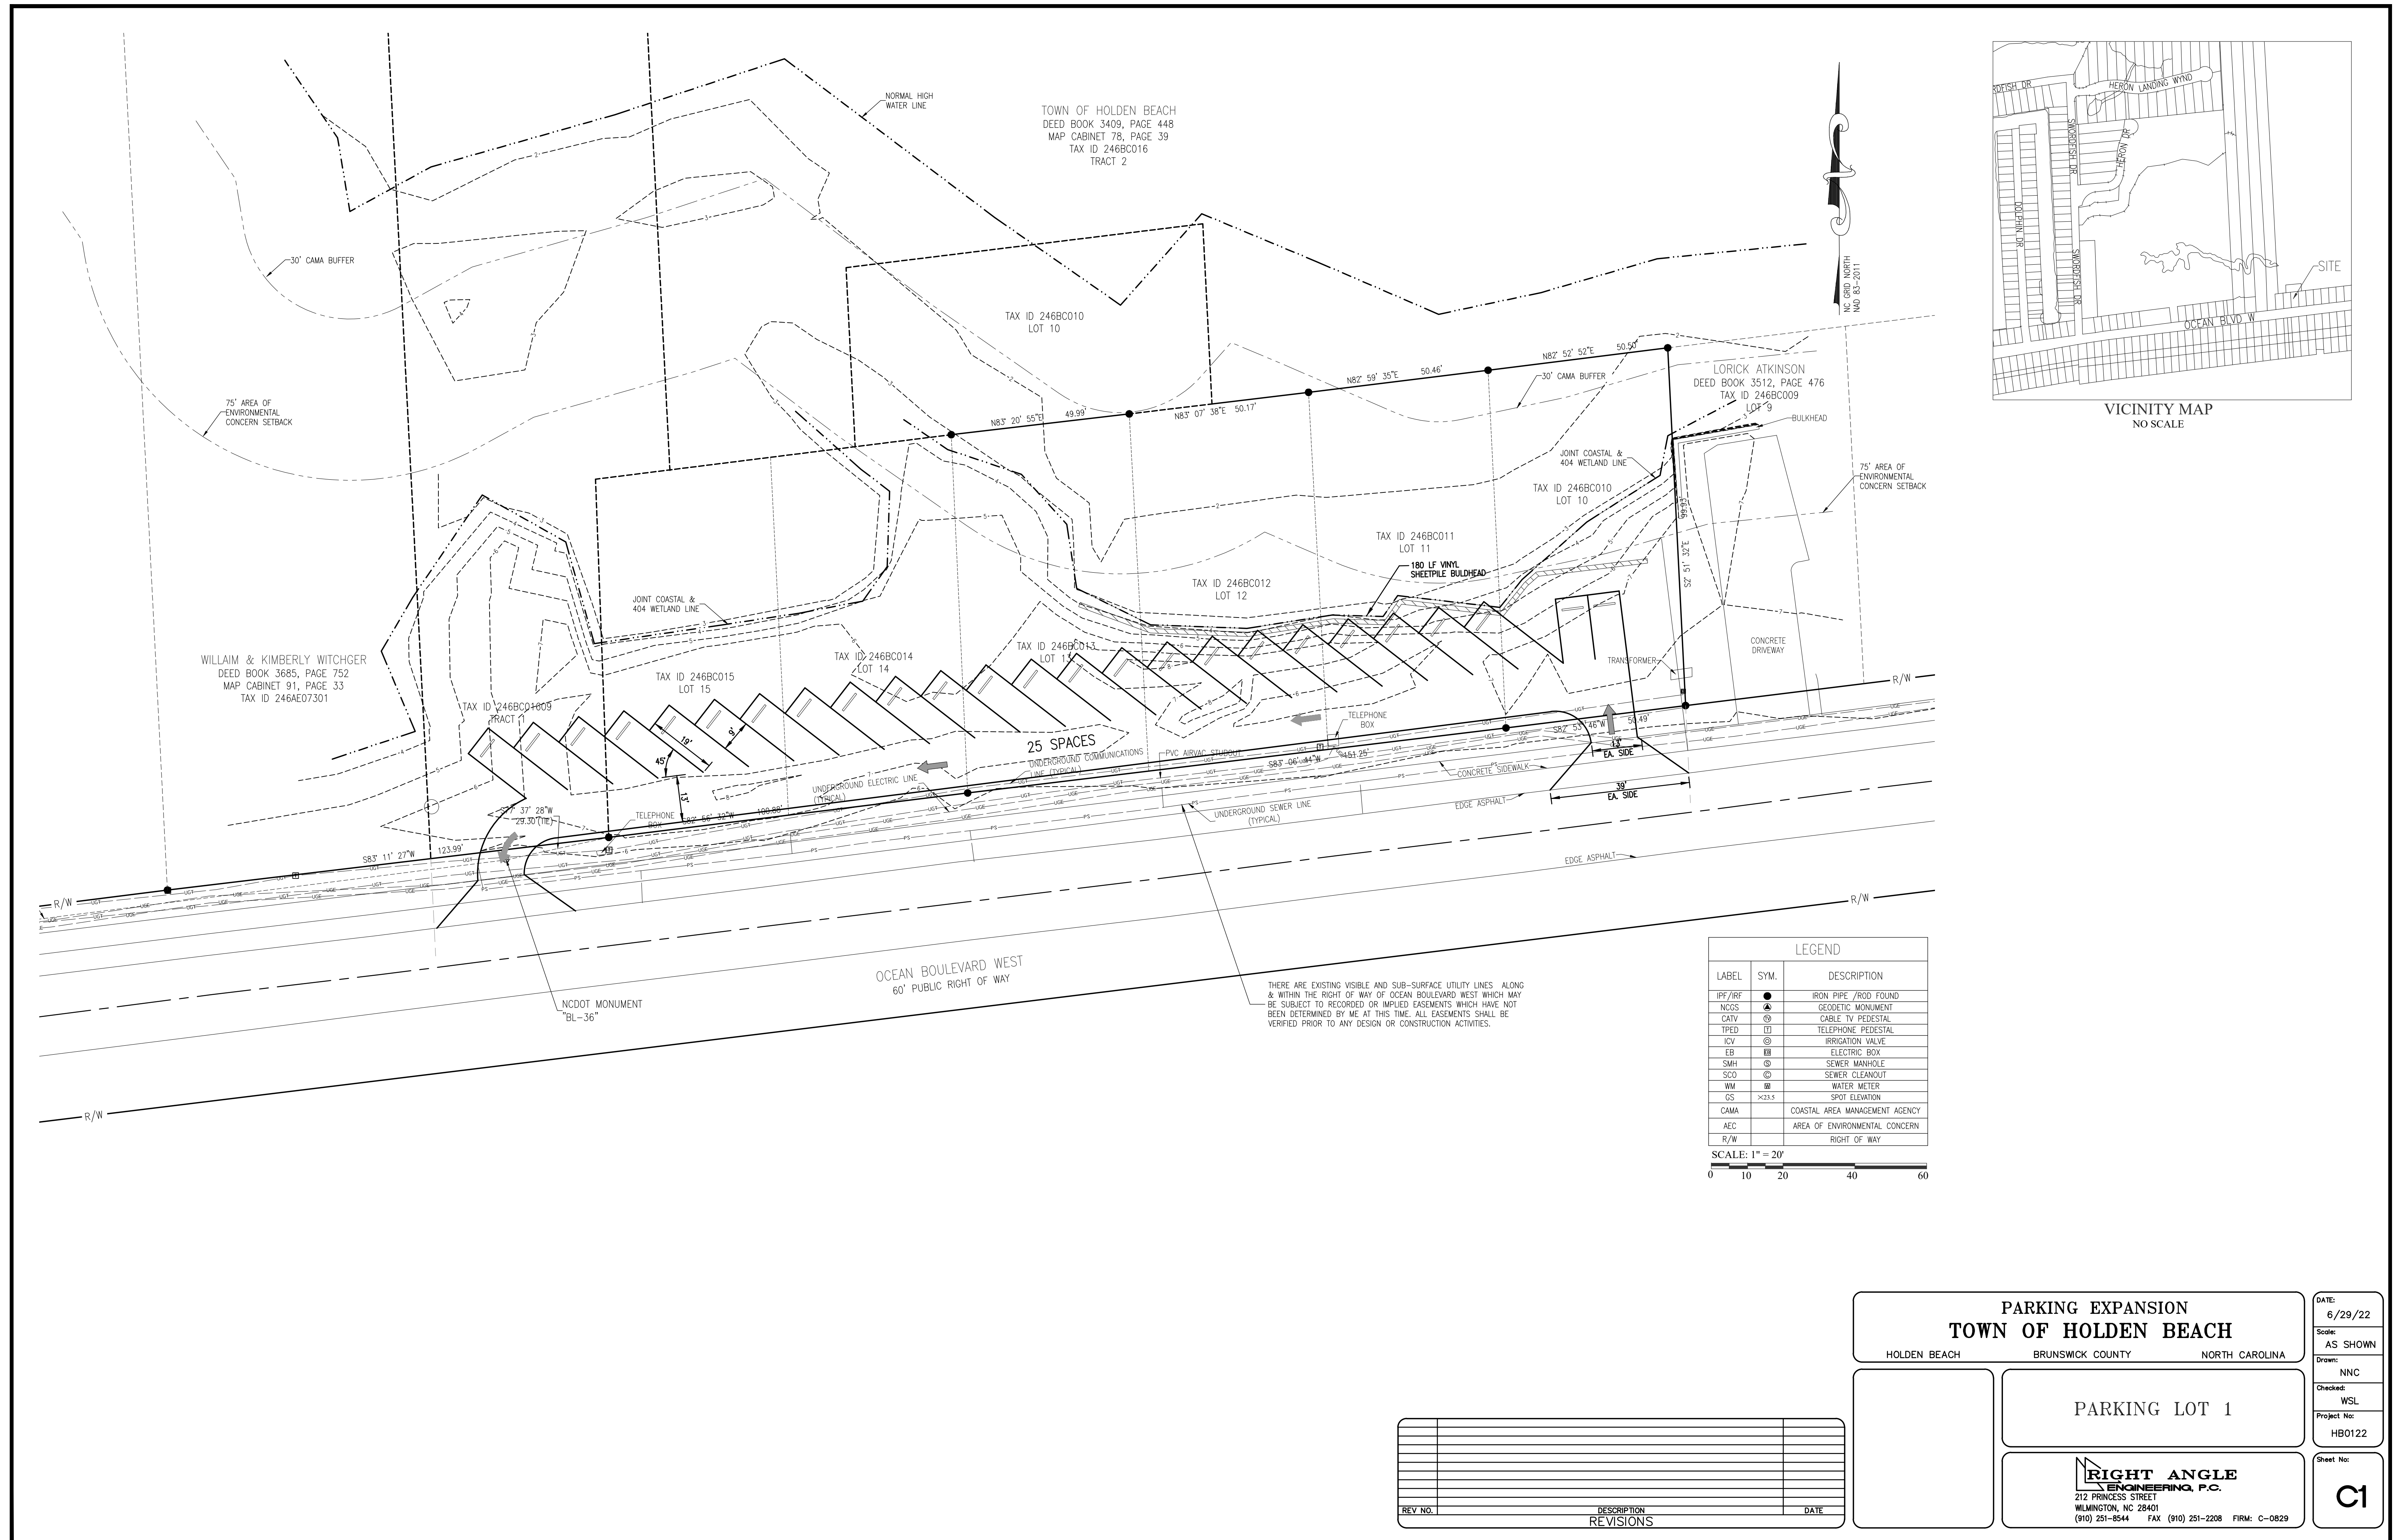 NORMAL HIGH
WATER LINE
TOWN OF HOLDEN BEACH
DEED BOOK 3409, PAGE 448
MAP CABINET 78, PAGE 39
TAX ID 246BC016
TRACT 2
30' CAMA BUFFER
75' AREA OF
ENVIRONMENTAL
CONCERN SETBACK
TAX ID 246BC010
LOT 10
NC GRID NORTH
NAD 83-2011
HERON LANDING WYND
SWORDFISH DR
HERON DR
DOLPHIN DR
SWORDFISH DR
SITE
OCEAN BLVD W
VICINITY MAP
NO SCALE
N83° 20' 55"E 49.99'
N83° 07' 38"E 50.17'
N82° 59' 35"E 50.46'
N82° 52' 52"E 50.50'
30' CAMA BUFFER
LORICK ATKINSON
DEED BOOK 3512, PAGE 476
TAX ID 246BC009
LOT 9
BULKHEAD
JOINT COASTAL &
404 WETLAND LINE
TAX ID 246BC010
LOT 10
75' AREA OF
ENVIRONMENTAL
CONCERN SETBACK
S2° 51' 32"E
TAX ID 246BC011
LOT 11
180 LF VINYL
SHEETPILE BULDHEAD
TAX ID 246BC012
LOT 12
JOINT COASTAL &
404 WETLAND LINE
TAX ID 246BC013
LOT 13
TAX ID 246BC014
LOT 14
TAX ID 246BC015
LOT 15
WILLAIM & KIMBERLY WITCHGER
DEED BOOK 3685, PAGE 752
MAP CABINET 91, PAGE 33
TAX ID 246AE07301
TAX ID 246BC01609
TRACT 1
CONCRETE
DRIVEWAY
TRANSFORMER
R/W
19'
9'
45°
13'
25 SPACES
TELEPHONE
BOX
UNDERGROUND COMMUNICATIONS
LINE (TYPICAL)
PVC AIRVAC STUBOUT
UNDERGROUND ELECTRIC LINE
(TYPICAL)
S83° 06' 44"W 151.25'
S82° 53' 46"W 50.49'
13'
EA. SIDE
39'
EA. SIDE
CONCRETE SIDEWALK
EDGE ASPHALT
UNDERGROUND SEWER LINE
(TYPICAL)
TELEPHONE
BOX
S82° 56' 32"W 100.88'
37' 28"W
29.30'(TIE)
S83° 11' 27"W 123.99'
R/W
EDGE ASPHALT
R/W
OCEAN BOULEVARD WEST
60' PUBLIC RIGHT OF WAY
NCDOT MONUMENT
"BL-36"
THERE ARE EXISTING VISIBLE AND SUB-SURFACE UTILITY LINES ALONG
& WITHIN THE RIGHT OF WAY OF OCEAN BOULEVARD WEST WHICH MAY
BE SUBJECT TO RECORDED OR IMPLIED EASEMENTS WHICH HAVE NOT
BEEN DETERMINED BY ME AT THIS TIME. ALL EASEMENTS SHALL BE
VERIFIED PRIOR TO ANY DESIGN OR CONSTRUCTION ACTIVITIES.
R/W
LEGEND
LABEL SYM. DESCRIPTION
IPF/IRF IRON PIPE /ROD FOUND
NCGS GEODETIC MONUMENT
CATV CABLE TV PEDESTAL
TPED T TELEPHONE PEDESTAL
ICV IRRIGATION VALVE
EB ELECTRIC BOX
SMH S SEWER MANHOLE
SCO C SEWER CLEANOUT
WM WATER METER
GS ×23.5 SPOT ELEVATION
CAMA COASTAL AREA MANAGEMENT AGENCY
AEC AREA OF ENVIRONMENTAL CONCERN
R/W RIGHT OF WAY
SCALE: 1" = 20'
0 10 20 40 60
PARKING EXPANSION
TOWN OF HOLDEN BEACH
HOLDEN BEACH BRUNSWICK COUNTY NORTH CAROLINA
PARKING LOT 1
RIGHT ANGLE
ENGINEERING, P.C.
212 PRINCESS STREET
WILMINGTON, NC 28401
(910) 251-8544 FAX (910) 251-2208 FIRM: C-0829
DATE:
6/29/22
Scale:
AS SHOWN
Drawn:
NNC
Checked:
WSL
Project No:
HB0122
Sheet No:
C1
REV NO. DESCRIPTION DATE
REVISIONS